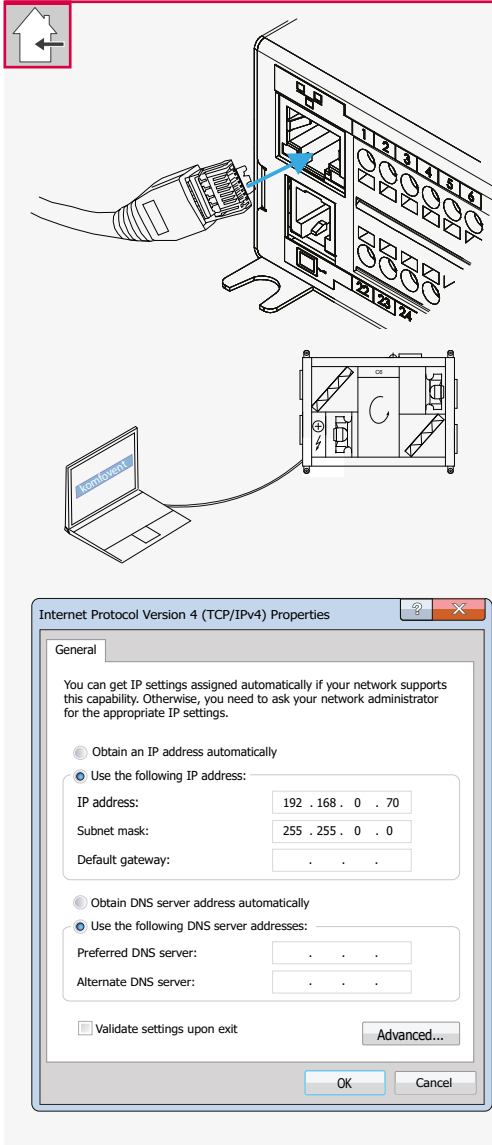 1 2 3 4 5 6
22 23 24
C6
komfovent
Internet Protocol Version 4 (TCP/IPv4) Properties
General
You can get IP settings assigned automatically if your network supports
this capability. Otherwise, you need to ask your network administrator
for the appropriate IP settings.
Obtain an IP address automatically
Use the following IP address:
IP address: 192 . 168 . 0 . 70
Subnet mask: 255 . 255 . 0 . 0
Default gateway: . . .
Obtain DNS server address automatically
Use the following DNS server addresses:
Preferred DNS server: . . .
Alternate DNS server: . . .
Validate settings upon exit
Advanced...
OK Cancel